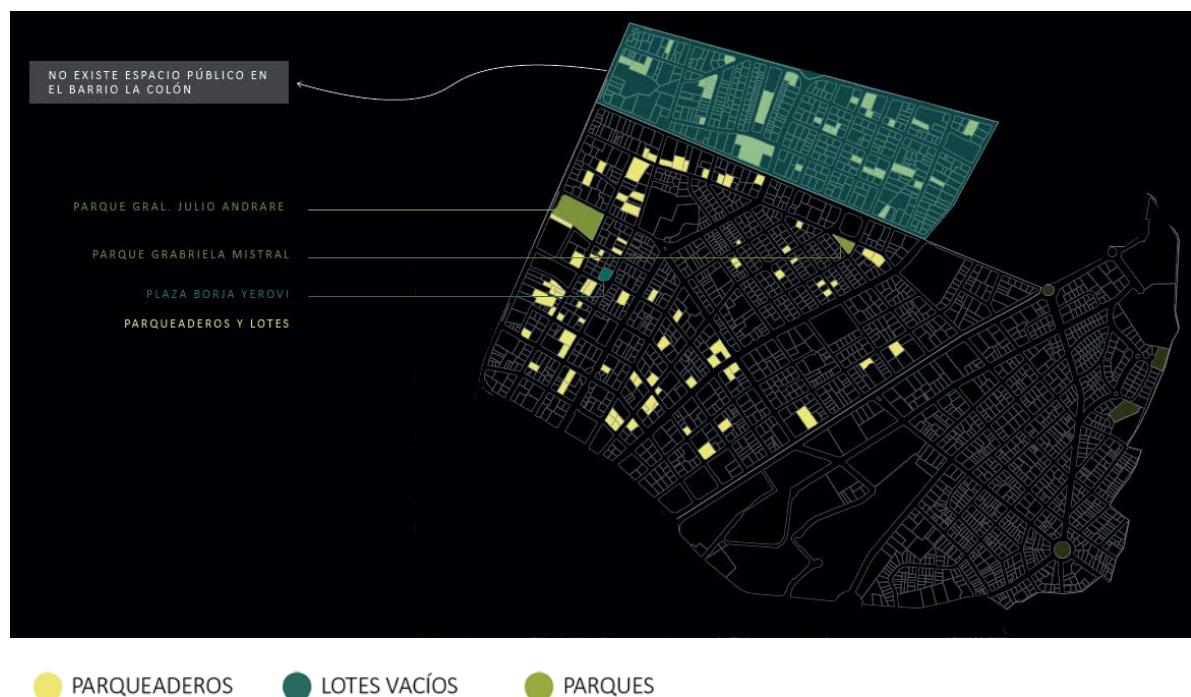 NO EXISTE ESPACIO PÚBLICO EN
EL BARRIO LA COLÓN
PARQUE GRAL. JULIO ANDRARE
PARQUE GRABRIELA MISTRAL
PLAZA BORJA YEROVI
PARQUEADEROS Y LOTES
PARQUEADEROS
LOTES VACÍOS
PARQUES